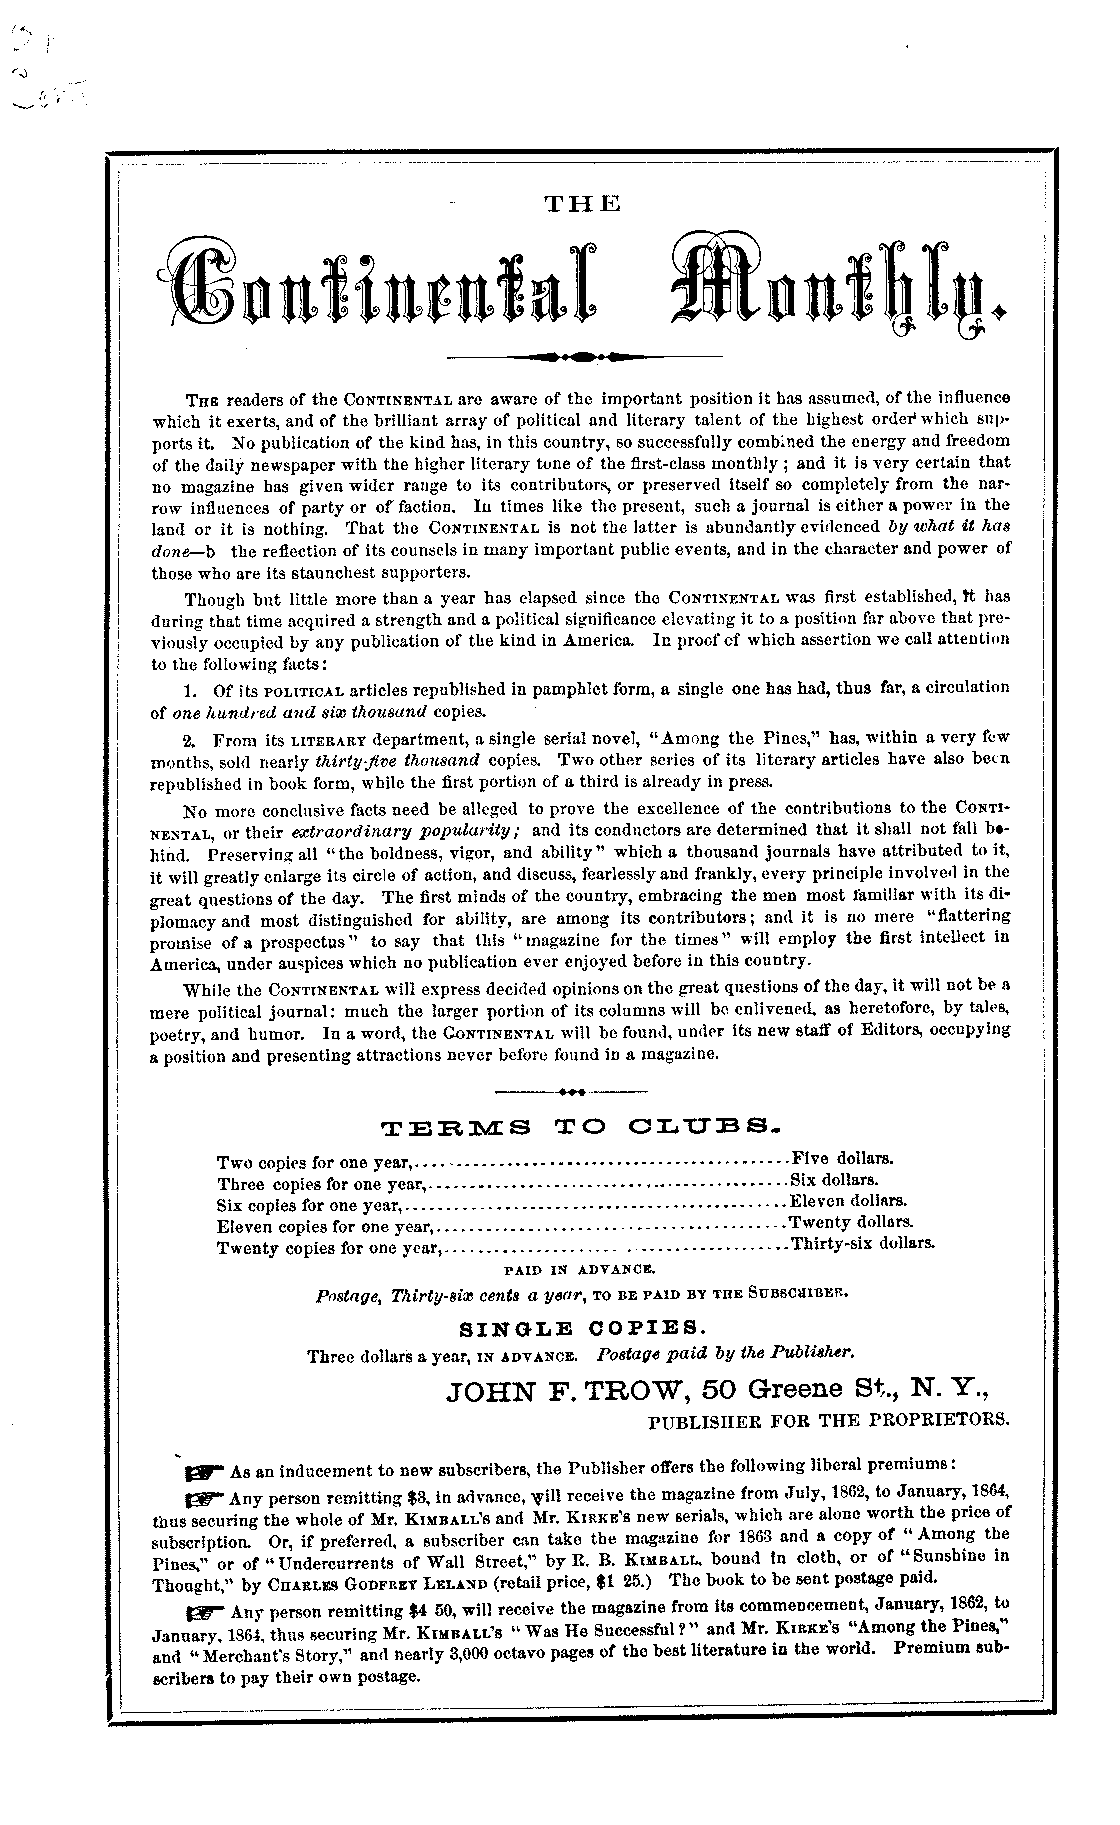 THE
Continental Monthly.
THE readers of the CONTINENTAL are aware of the important position it has assumed, of the influence
which it exerts, and of the brilliant array of political and literary talent of the highest order which sup-
ports it. No publication of the kind has, in this country, so successfully combined the energy and freedom
of the daily newspaper with the higher literary tone of the first-class monthly; and it is very certain that
no magazine has given wider range to its contributors, or preserved itself so completely from the nar-
row influences of party or of faction. In times like the present, such a journal is either a power in the
land or it is nothing. That the CONTINENTAL is not the latter is abundantly evidenced by what it has
done—b the reflection of its counsels in many important public events, and in the character and power of
those who are its staunchest supporters.
Though but little more than a year has elapsed since the CONTINENTAL was first established, it has
during that time acquired a strength and a political significance elevating it to a position far above that pre-
viously occupied by any publication of the kind in America. In proof of which assertion we call attention
to the following facts:
1. Of its POLITICAL articles republished in pamphlet form, a single one has had, thus far, a circulation
of one hundred and six thousand copies.
2. From its LITERARY department, a single serial novel, "Among the Pines," has, within a very few
months, sold nearly thirty-five thousand copies. Two other series of its literary articles have also been
republished in book form, while the first portion of a third is already in press.
No more conclusive facts need be alleged to prove the excellence of the contributions to the CONTI-
NENTAL, or their extraordinary popularity; and its conductors are determined that it shall not fall be-
hind. Preserving all "the boldness, vigor, and ability" which a thousand journals have attributed to it,
it will greatly enlarge its circle of action, and discuss, fearlessly and frankly, every principle involved in the
great questions of the day. The first minds of the country, embracing the men most familiar with its di-
plomacy and most distinguished for ability, are among its contributors; and it is no mere "flattering
promise of a prospectus" to say that this "magazine for the times" will employ the first intellect in
America, under auspices which no publication ever enjoyed before in this country.
While the CONTINENTAL will express decided opinions on the great questions of the day, it will not be a
mere political journal: much the larger portion of its columns will be enlivened, as heretofore, by tales,
poetry, and humor. In a word, the CONTINENTAL will be found, under its new staff of Editors, occupying
a position and presenting attractions never before found in a magazine.
TERMS TO CLUBS.
Two copies for one year,........................................Five dollars.
Three copies for one year,........................................Six dollars.
Six copies for one year,........................................Eleven dollars.
Eleven copies for one year,........................................Twenty dollars.
Twenty copies for one year,........................................Thirty-six dollars.
PAID IN ADVANCE.
Postage, Thirty-six cents a year, TO BE PAID BY THE SUBSCRIBER.
SINGLE COPIES.
Three dollars a year, IN ADVANCE. Postage paid by the Publisher.
JOHN F. TROW, 50 Greene St., N. Y.,
PUBLISHER FOR THE PROPRIETORS.
☞ As an inducement to new subscribers, the Publisher offers the following liberal premiums:
☞ Any person remitting $3, in advance, will receive the magazine from July, 1862, to January, 1864,
thus securing the whole of Mr. KIMBALL'S and Mr. KIRKE'S new serials, which are alone worth the price of
subscription. Or, if preferred, a subscriber can take the magazine for 1863 and a copy of "Among the
Pines," or of "Undercurrents of Wall Street," by R. B. KIMBALL, bound in cloth, or of "Sunshine in
Thought," by CHARLES GODFREY LELAND (retail price, $1 25.) The book to be sent postage paid.
☞ Any person remitting $4 50, will receive the magazine from its commencement, January, 1862, to
January, 1864, thus securing Mr. KIMBALL'S "Was He Successful?" and Mr. KIRKE'S "Among the Pines,"
and "Merchant's Story," and nearly 3,000 octavo pages of the best literature in the world. Premium sub-
scribers to pay their own postage.